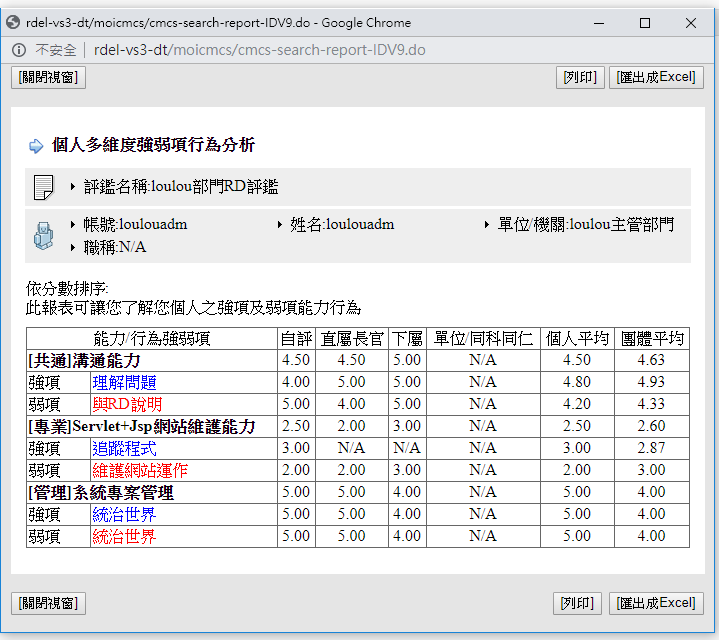 rdel-vs3-dt/moicmcs/cmcs-search-report-IDV9.do - Google Chrome
不安全 | rdel-vs3-dt/moicmcs/cmcs-search-report-IDV9.do
[關閉視窗] [列印] [匯出成Excel]
個人多維度強弱項行為分析
評鑑名稱:loulou部門RD評鑑
帳號:loulouadm 姓名:loulouadm 單位/機關:loulou主管部門
職稱:N/A
依分數排序:
此報表可讓您了解您個人之強項及弱項能力行為
能力/行為強弱項 自評 直屬長官 下屬 單位/同科同仁 個人平均 團體平均
[共通]溝通能力 4.50 4.50 5.00 N/A 4.50 4.63
強項 理解問題 4.00 5.00 5.00 N/A 4.80 4.93
弱項 與RD說明 5.00 4.00 5.00 N/A 4.20 4.33
[專業]Servlet+Jsp網站維護能力 2.50 2.00 3.00 N/A 2.50 2.60
強項 追蹤程式 3.00 N/A N/A N/A 3.00 2.87
弱項 維護網站運作 2.00 2.00 3.00 N/A 2.00 3.00
[管理]系統專案管理 5.00 5.00 4.00 N/A 5.00 4.00
強項 統治世界 5.00 5.00 4.00 N/A 5.00 4.00
弱項 統治世界 5.00 5.00 4.00 N/A 5.00 4.00
[關閉視窗] [列印] [匯出成Excel]